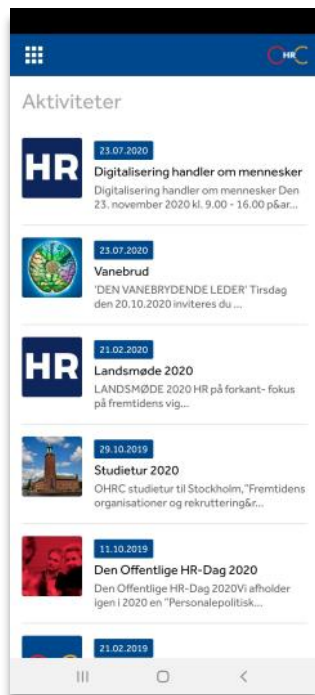 OHRC
Aktiviteter
HR
23.07.2020
Digitalisering handler om mennesker
Digitalisering handler om mennesker Den
23. november 2020 kl. 9.00 - 16.00 p&ar...
23.07.2020
Vanebrud
'DEN VANEBRYDENDE LEDER' Tirsdag
den 20.10.2020 inviteres du ...
HR
21.02.2020
Landsmøde 2020
LANDSMØDE 2020 HR på forkant- fokus
på fremtidens vig...
29.10.2019
Studietur 2020
OHRC studietur til Stockholm,"Fremtidens
organisationer og rekruttering&r...
11.10.2019
Den Offentlige HR-Dag 2020
Den Offentlige HR-Dag 2020Vi afholder
igen i 2020 en "Personalepolitisk...
21.02.2019